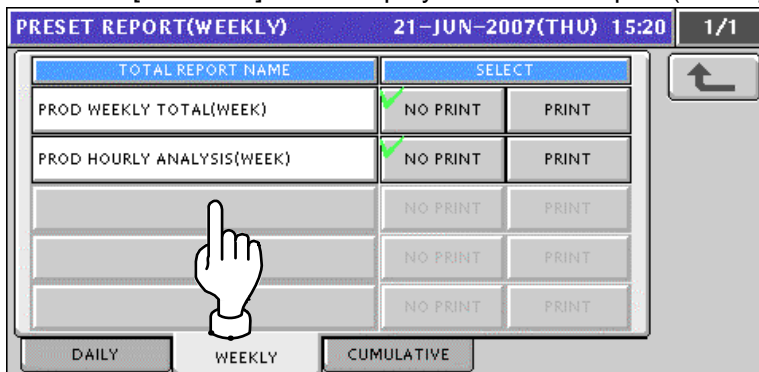 PRESET REPORT(WEEKLY) 21-JUN-2007(THU) 15:20 1/1
TOTAL REPORT NAME SELECT
PROD WEEKLY TOTAL(WEEK) NO PRINT PRINT
PROD HOURLY ANALYSIS(WEEK) NO PRINT PRINT
NO PRINT PRINT
NO PRINT PRINT
NO PRINT PRINT
DAILY WEEKLY CUMULATIVE